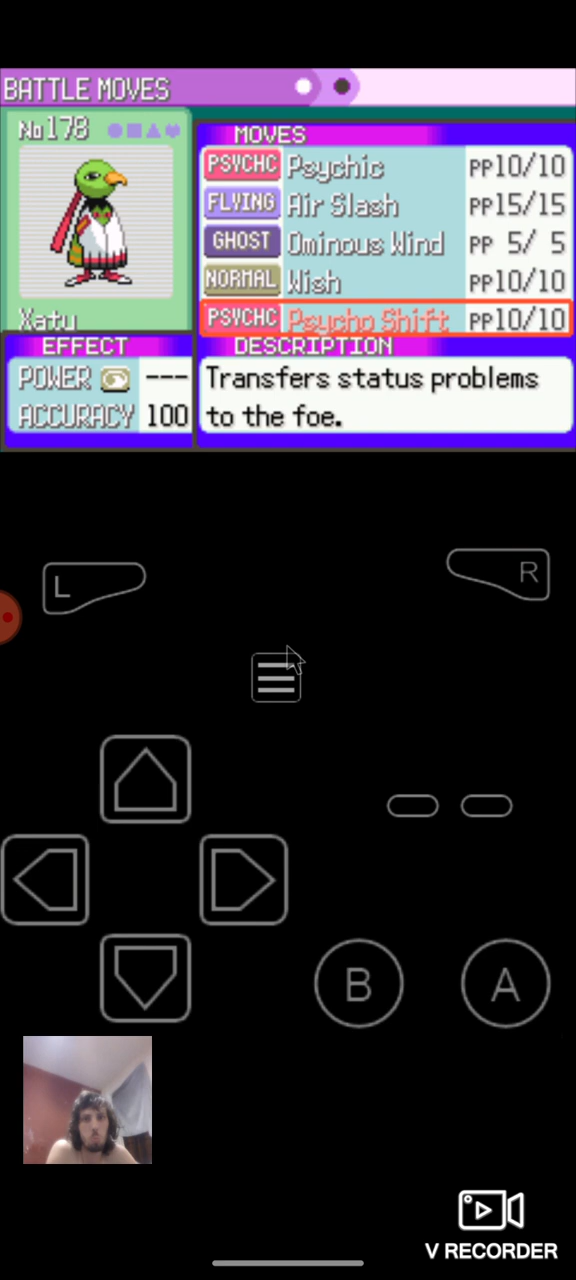 BATTLE MOVES
No178
MOVES
PSYCHC Psychic PP10/10
FLYING Air Slash PP15/15
GHOST Ominous Wind PP 5/ 5
NORMAL Wish PP10/10
Xatu
PSYCHC Psycho Shift PP10/10
EFFECT
DESCRIPTION
POWER ---
ACCURACY 100
Transfers status problems
to the foe.
L
R
B
A
V RECORDER